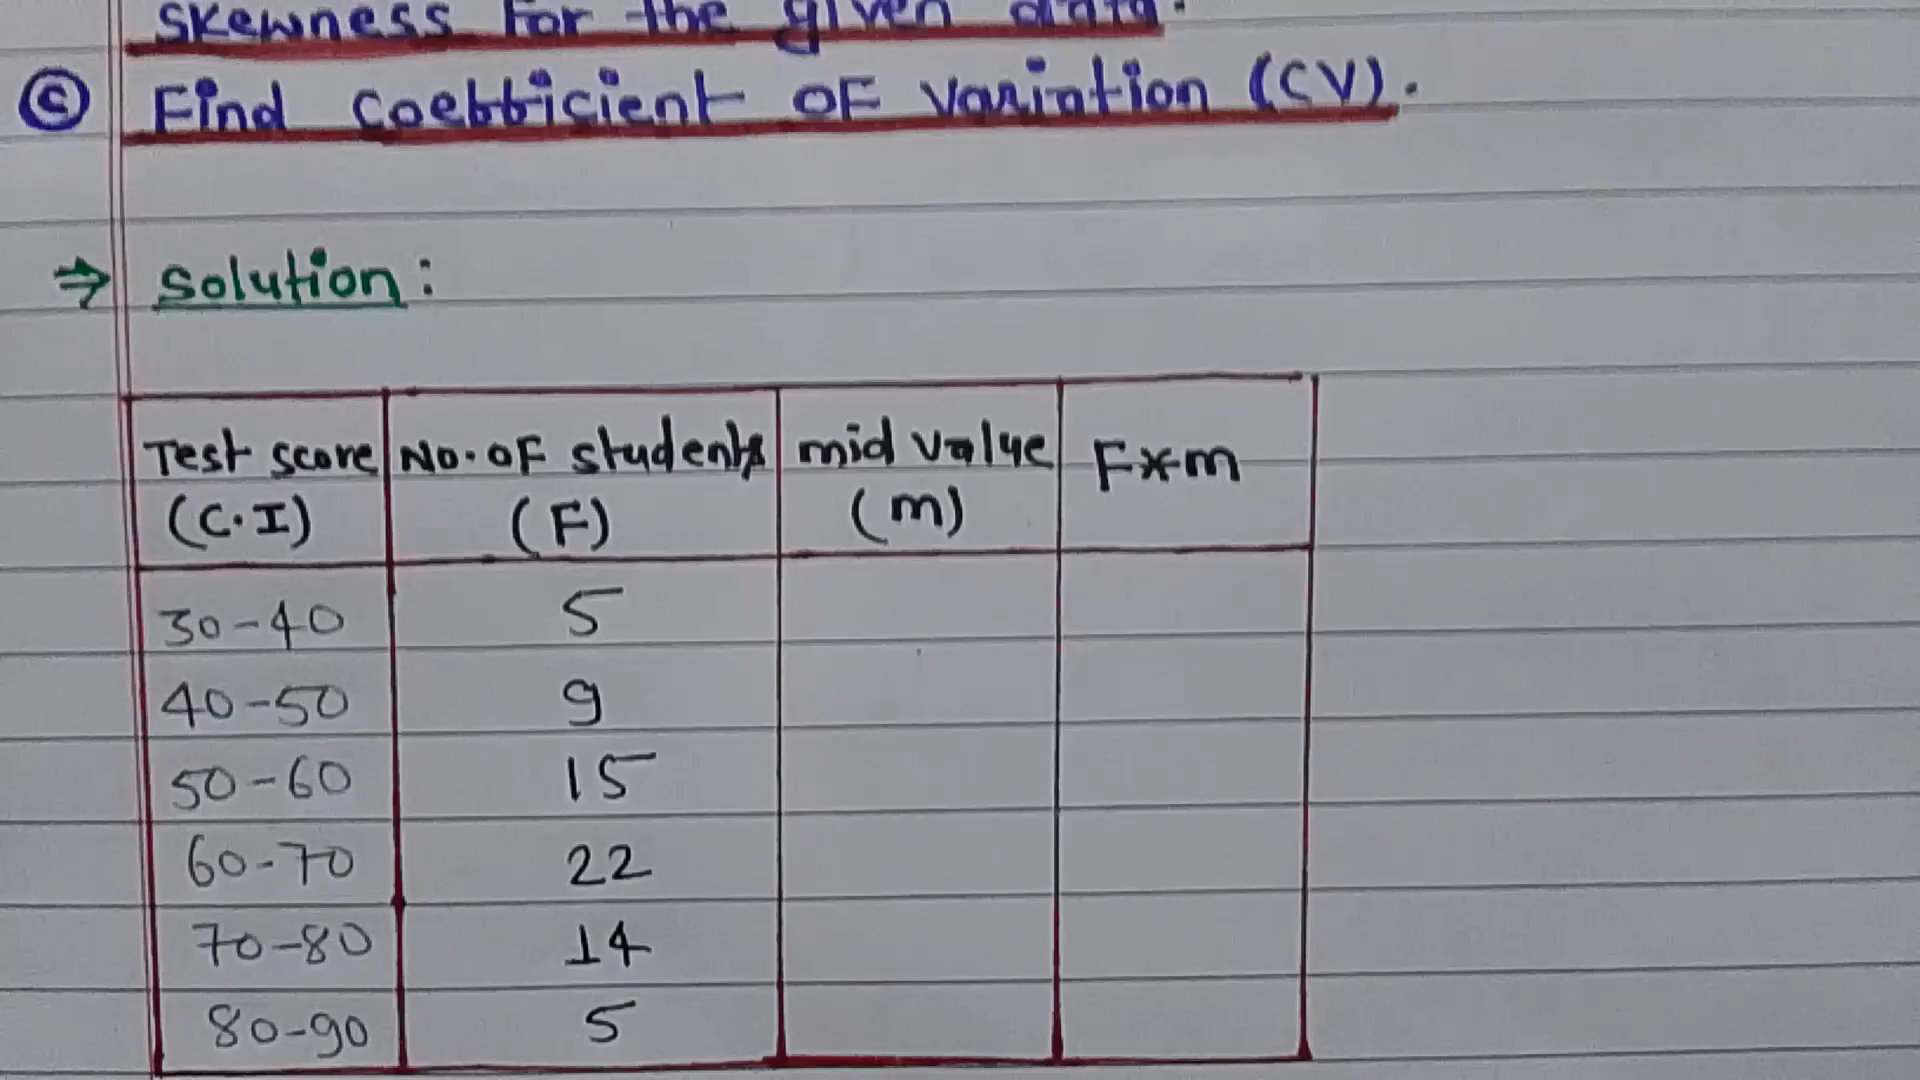 skewness for the given data.
© Find coefficient of variation (CV).
⇒ Solution:
Test score No. of students mid value F×m
(C.I) (F) (m)
30-40 5
40-50 9
50-60 15
60-70 22
70-80 14
80-90 5